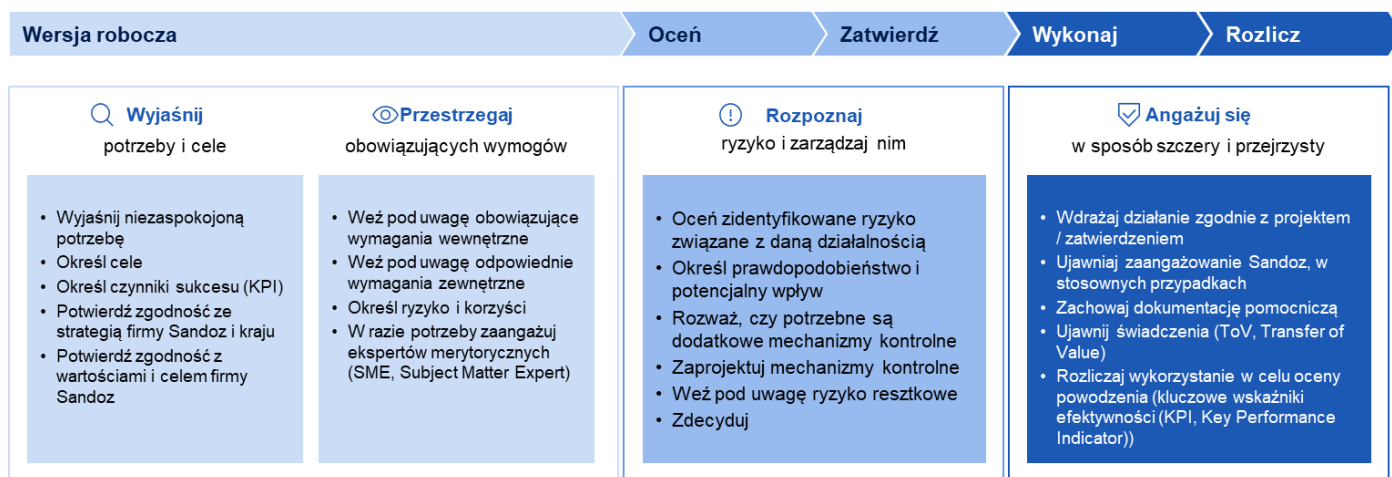 Wersja robocza
Oceń
Zatwierdź
Wykonaj
Rozlicz
Wyjaśnij
potrzeby i cele
• Wyjaśnij niezaspokojoną
potrzebę
• Określ cele
• Określ czynniki sukcesu (KPI)
• Potwierdź zgodność ze
strategią firmy Sandoz i kraju
• Potwierdź zgodność z
wartościami i celem firmy
Sandoz
Przestrzegaj
obowiązujących wymogów
• Weź pod uwagę obowiązujące
wymagania wewnętrzne
• Weź pod uwagę odpowiednie
wymagania zewnętrzne
• Określ ryzyko i korzyści
• W razie potrzeby zaangażuj
ekspertów merytorycznych
(SME, Subject Matter Expert)
Rozpoznaj
ryzyko i zarządzaj nim
• Oceń zidentyfikowane ryzyko
związane z daną działalnością
• Określ prawdopodobieństwo i
potencjalny wpływ
• Rozważ, czy potrzebne są
dodatkowe mechanizmy kontrolne
• Zaprojektuj mechanizmy kontrolne
• Weź pod uwagę ryzyko resztkowe
• Zdecyduj
Angażuj się
w sposób szczery i przejrzysty
• Wdrażaj działanie zgodnie z projektem
/ zatwierdzeniem
• Ujawniaj zaangażowanie Sandoz, w
stosownych przypadkach
• Zachowaj dokumentację pomocniczą
• Ujawnij świadczenia (ToV, Transfer of
Value)
• Rozliczaj wykorzystanie w celu oceny
powodzenia (kluczowe wskaźniki
efektywności (KPI, Key Performance
Indicator))